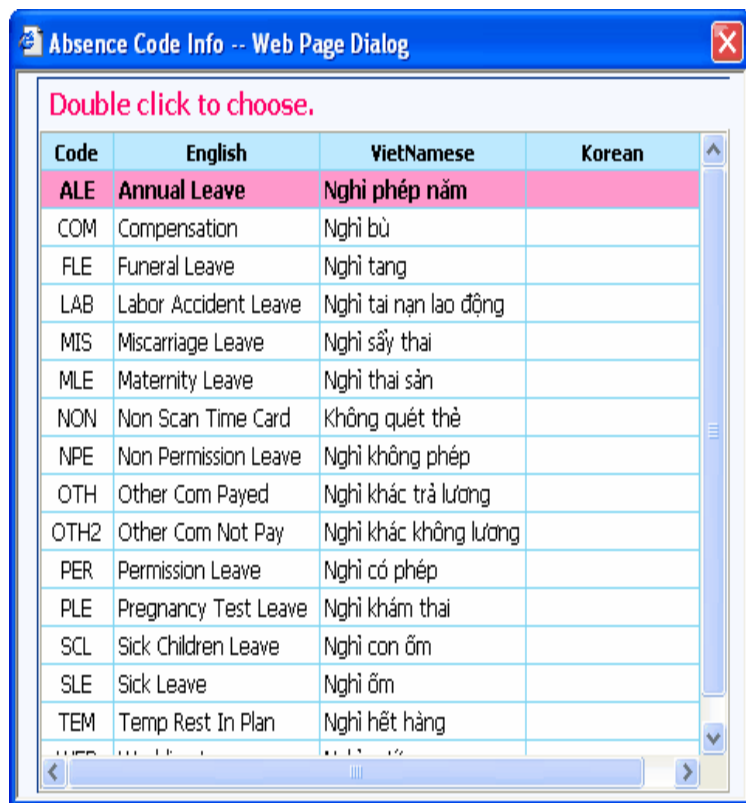 Absence Code Info -- Web Page Dialog
Double click to choose.
Code English VietNamese Korean
ALE Annual Leave Nghỉ phép năm
COM Compensation Nghỉ bù
FLE Funeral Leave Nghỉ tang
LAB Labor Accident Leave Nghỉ tai nạn lao động
MIS Miscarriage Leave Nghỉ sẩy thai
MLE Maternity Leave Nghỉ thai sản
NON Non Scan Time Card Không quét thẻ
NPE Non Permission Leave Nghỉ không phép
OTH Other Com Payed Nghỉ khác trả lương
OTH2 Other Com Not Pay Nghỉ khác không lương
PER Permission Leave Nghỉ có phép
PLE Pregnancy Test Leave Nghỉ khám thai
SCL Sick Children Leave Nghỉ con ốm
SLE Sick Leave Nghỉ ốm
TEM Temp Rest In Plan Nghỉ hết hàng